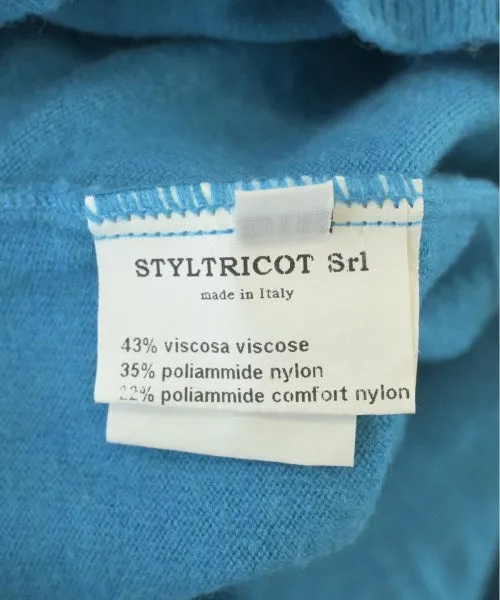 STYLTRICOT Srl
made in Italy
43% viscosa viscose
35% poliammide nylon
22% poliammide comfort nylon